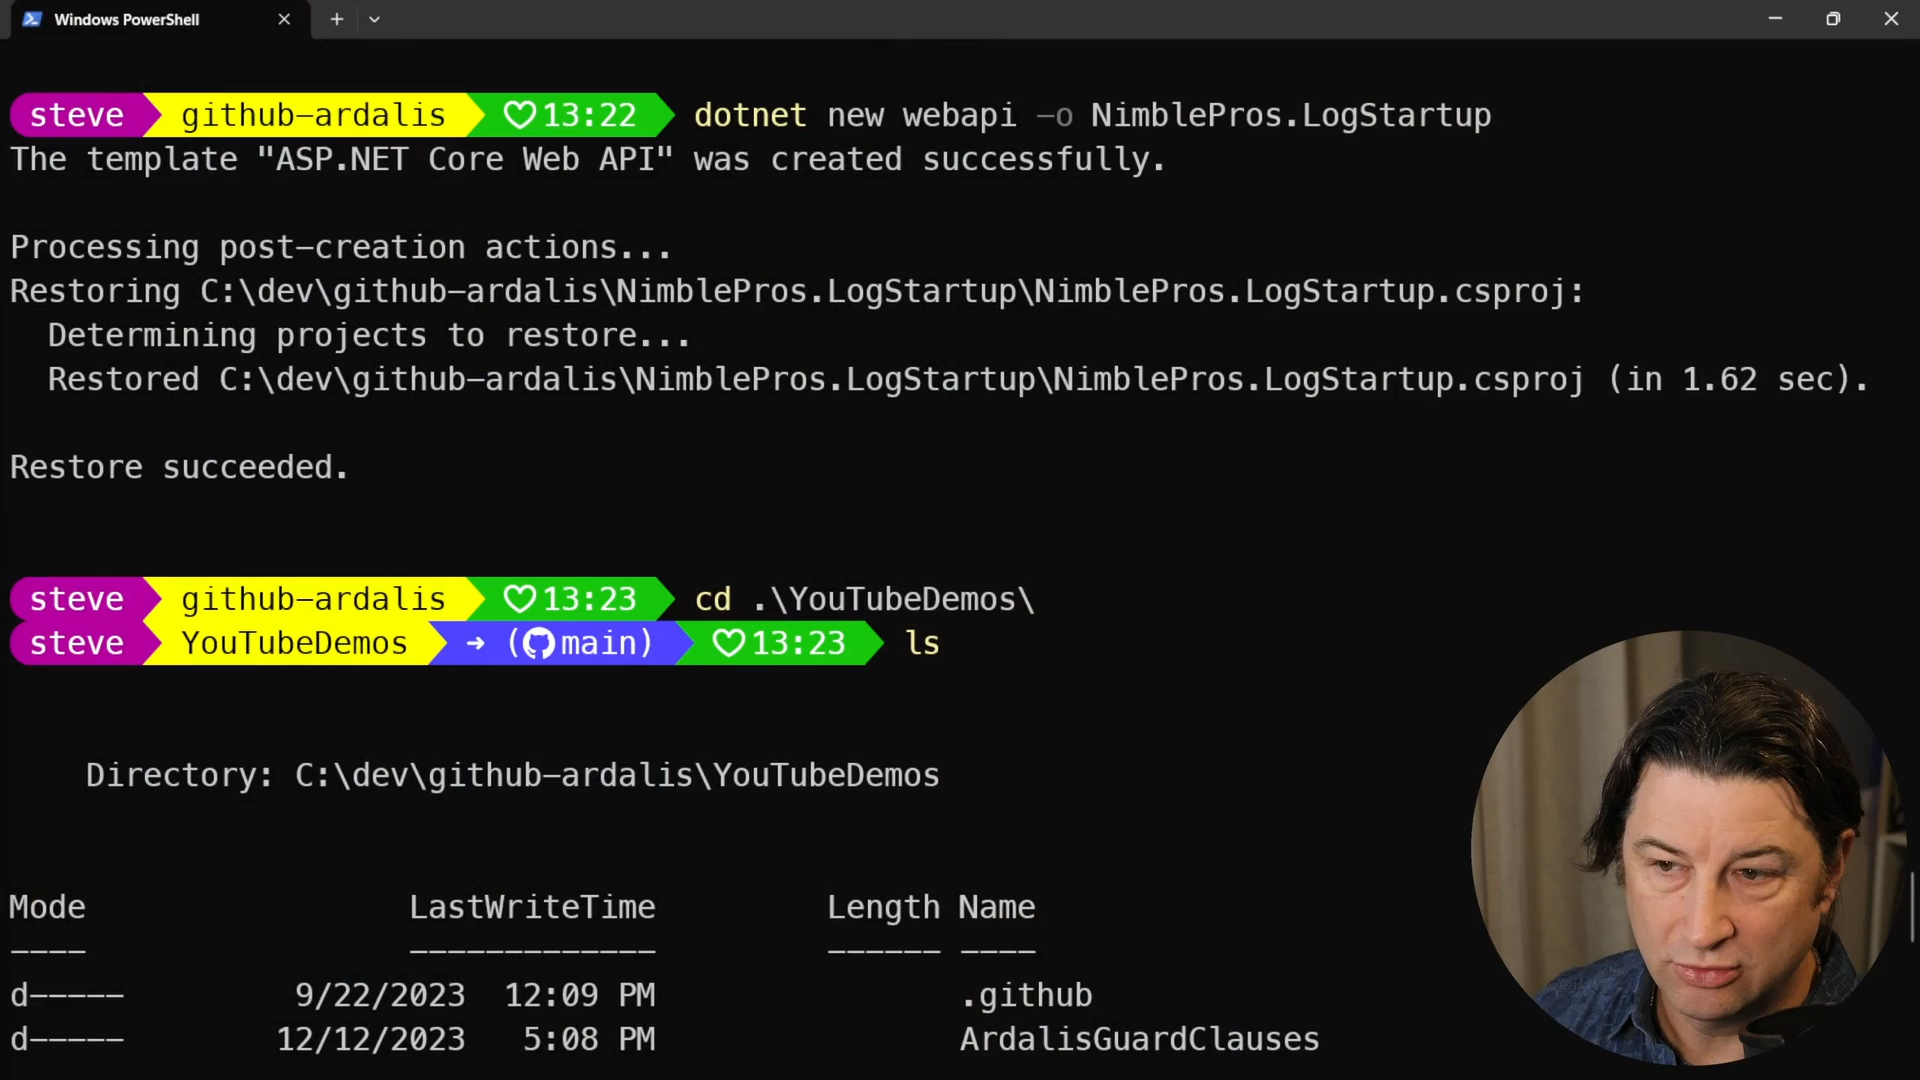 Windows PowerShell
steve github-ardalis ♡13:22 dotnet new webapi -o NimblePros.LogStartup
The template "ASP.NET Core Web API" was created successfully.
Processing post-creation actions...
Restoring C:\dev\github-ardalis\NimblePros.LogStartup\NimblePros.LogStartup.csproj:
Determining projects to restore...
Restored C:\dev\github-ardalis\NimblePros.LogStartup\NimblePros.LogStartup.csproj (in 1.62 sec).
Restore succeeded.
steve github-ardalis ♡13:23 cd .\YouTubeDemos\
steve YouTubeDemos → (main) ♡13:23 ls
Directory: C:\dev\github-ardalis\YouTubeDemos
Mode LastWriteTime Length Name
---- ------------- ------ ----
d----- 9/22/2023 12:09 PM .github
d----- 12/12/2023 5:08 PM ArdalisGuardClauses